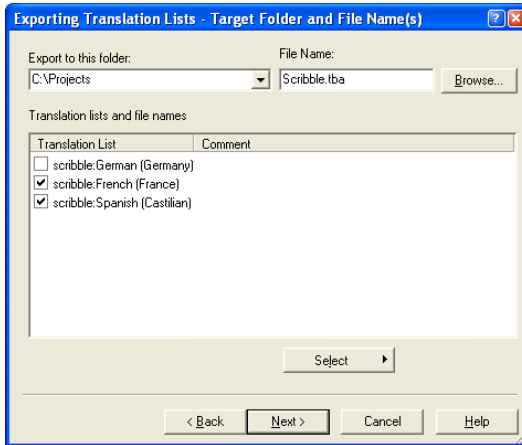 Exporting Translation Lists - Target Folder and File Name(s)
Export to this folder: File Name:
C:\Projects Scribble.tba Browse...
Translation lists and file names
Translation List Comment
scribble:German (Germany)
scribble:French (France)
scribble:Spanish (Castilian)
Select
< Back Next > Cancel Help